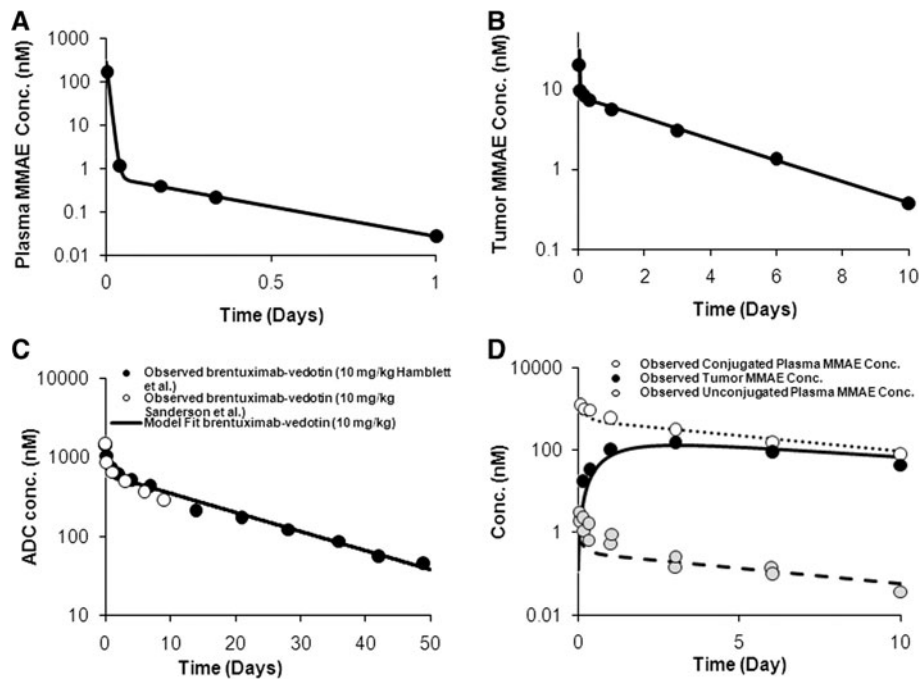 A
Plasma MMAE Conc. (nM)
1000
100
10
1
0.1
0.01
0
0.5
1
Time (Days)
B
Tumor MMAE Conc. (nM)
10
1
0.1
0
2
4
6
8
10
Time (Days)
C
ADC conc. (nM)
10000
1000
100
10
Observed brentuximab-vedotin (10 mg/kg Hamblett
et al.)
Observed brentuximab-vedotin (10 mg/kg
Sanderson et al.)
Model Fit brentuximab-vedotin (10 mg/kg)
0
10
20
30
40
50
Time (Days)
D
Observed Conjugated Plasma MMAE Conc.
Observed Tumor MMAE Conc.
Observed Unconjugated Plasma MMAE Conc.
Conc. (nM)
10000
100
1
0.01
0
5
10
Time (Day)